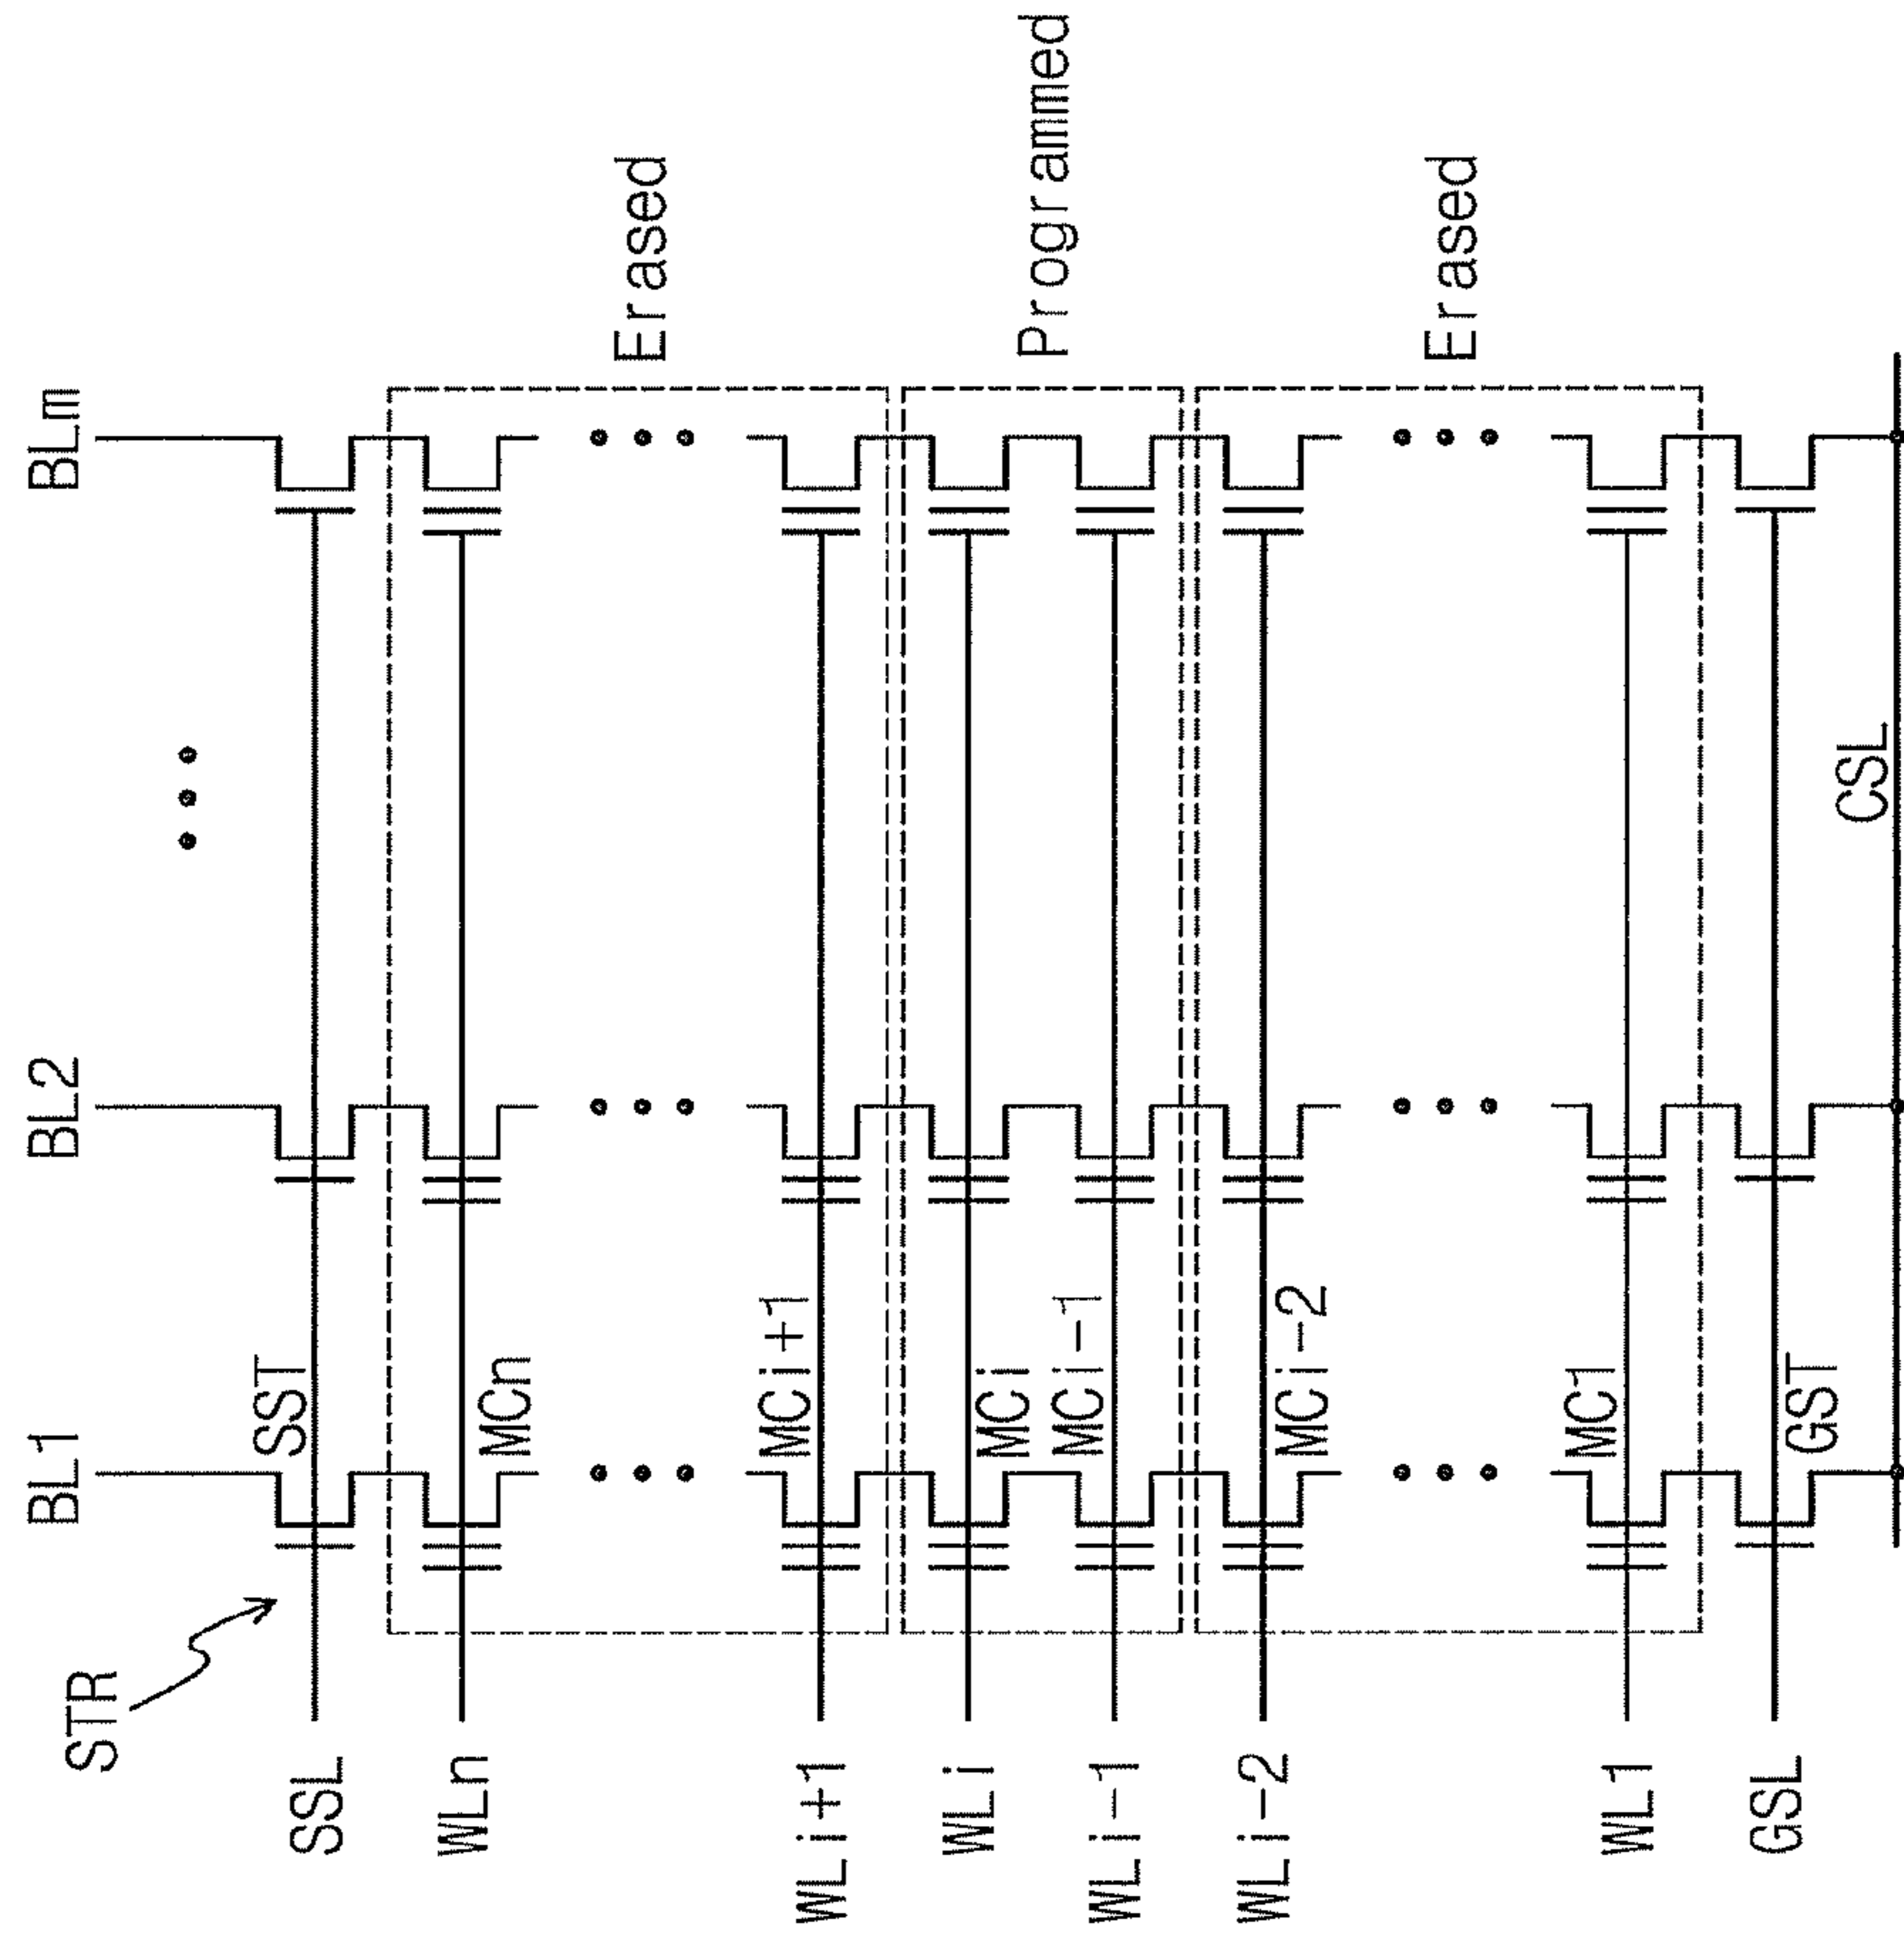 BL1
BL2
BLm
STR
SSL
SST
WLn
MCn
Erased
WLi+1
MCi+1
WLi
MCi
Programmed
WLi-1
MCi-1
WLi-2
MCi-2
Erased
WL1
MC1
GSL
GST
CSL